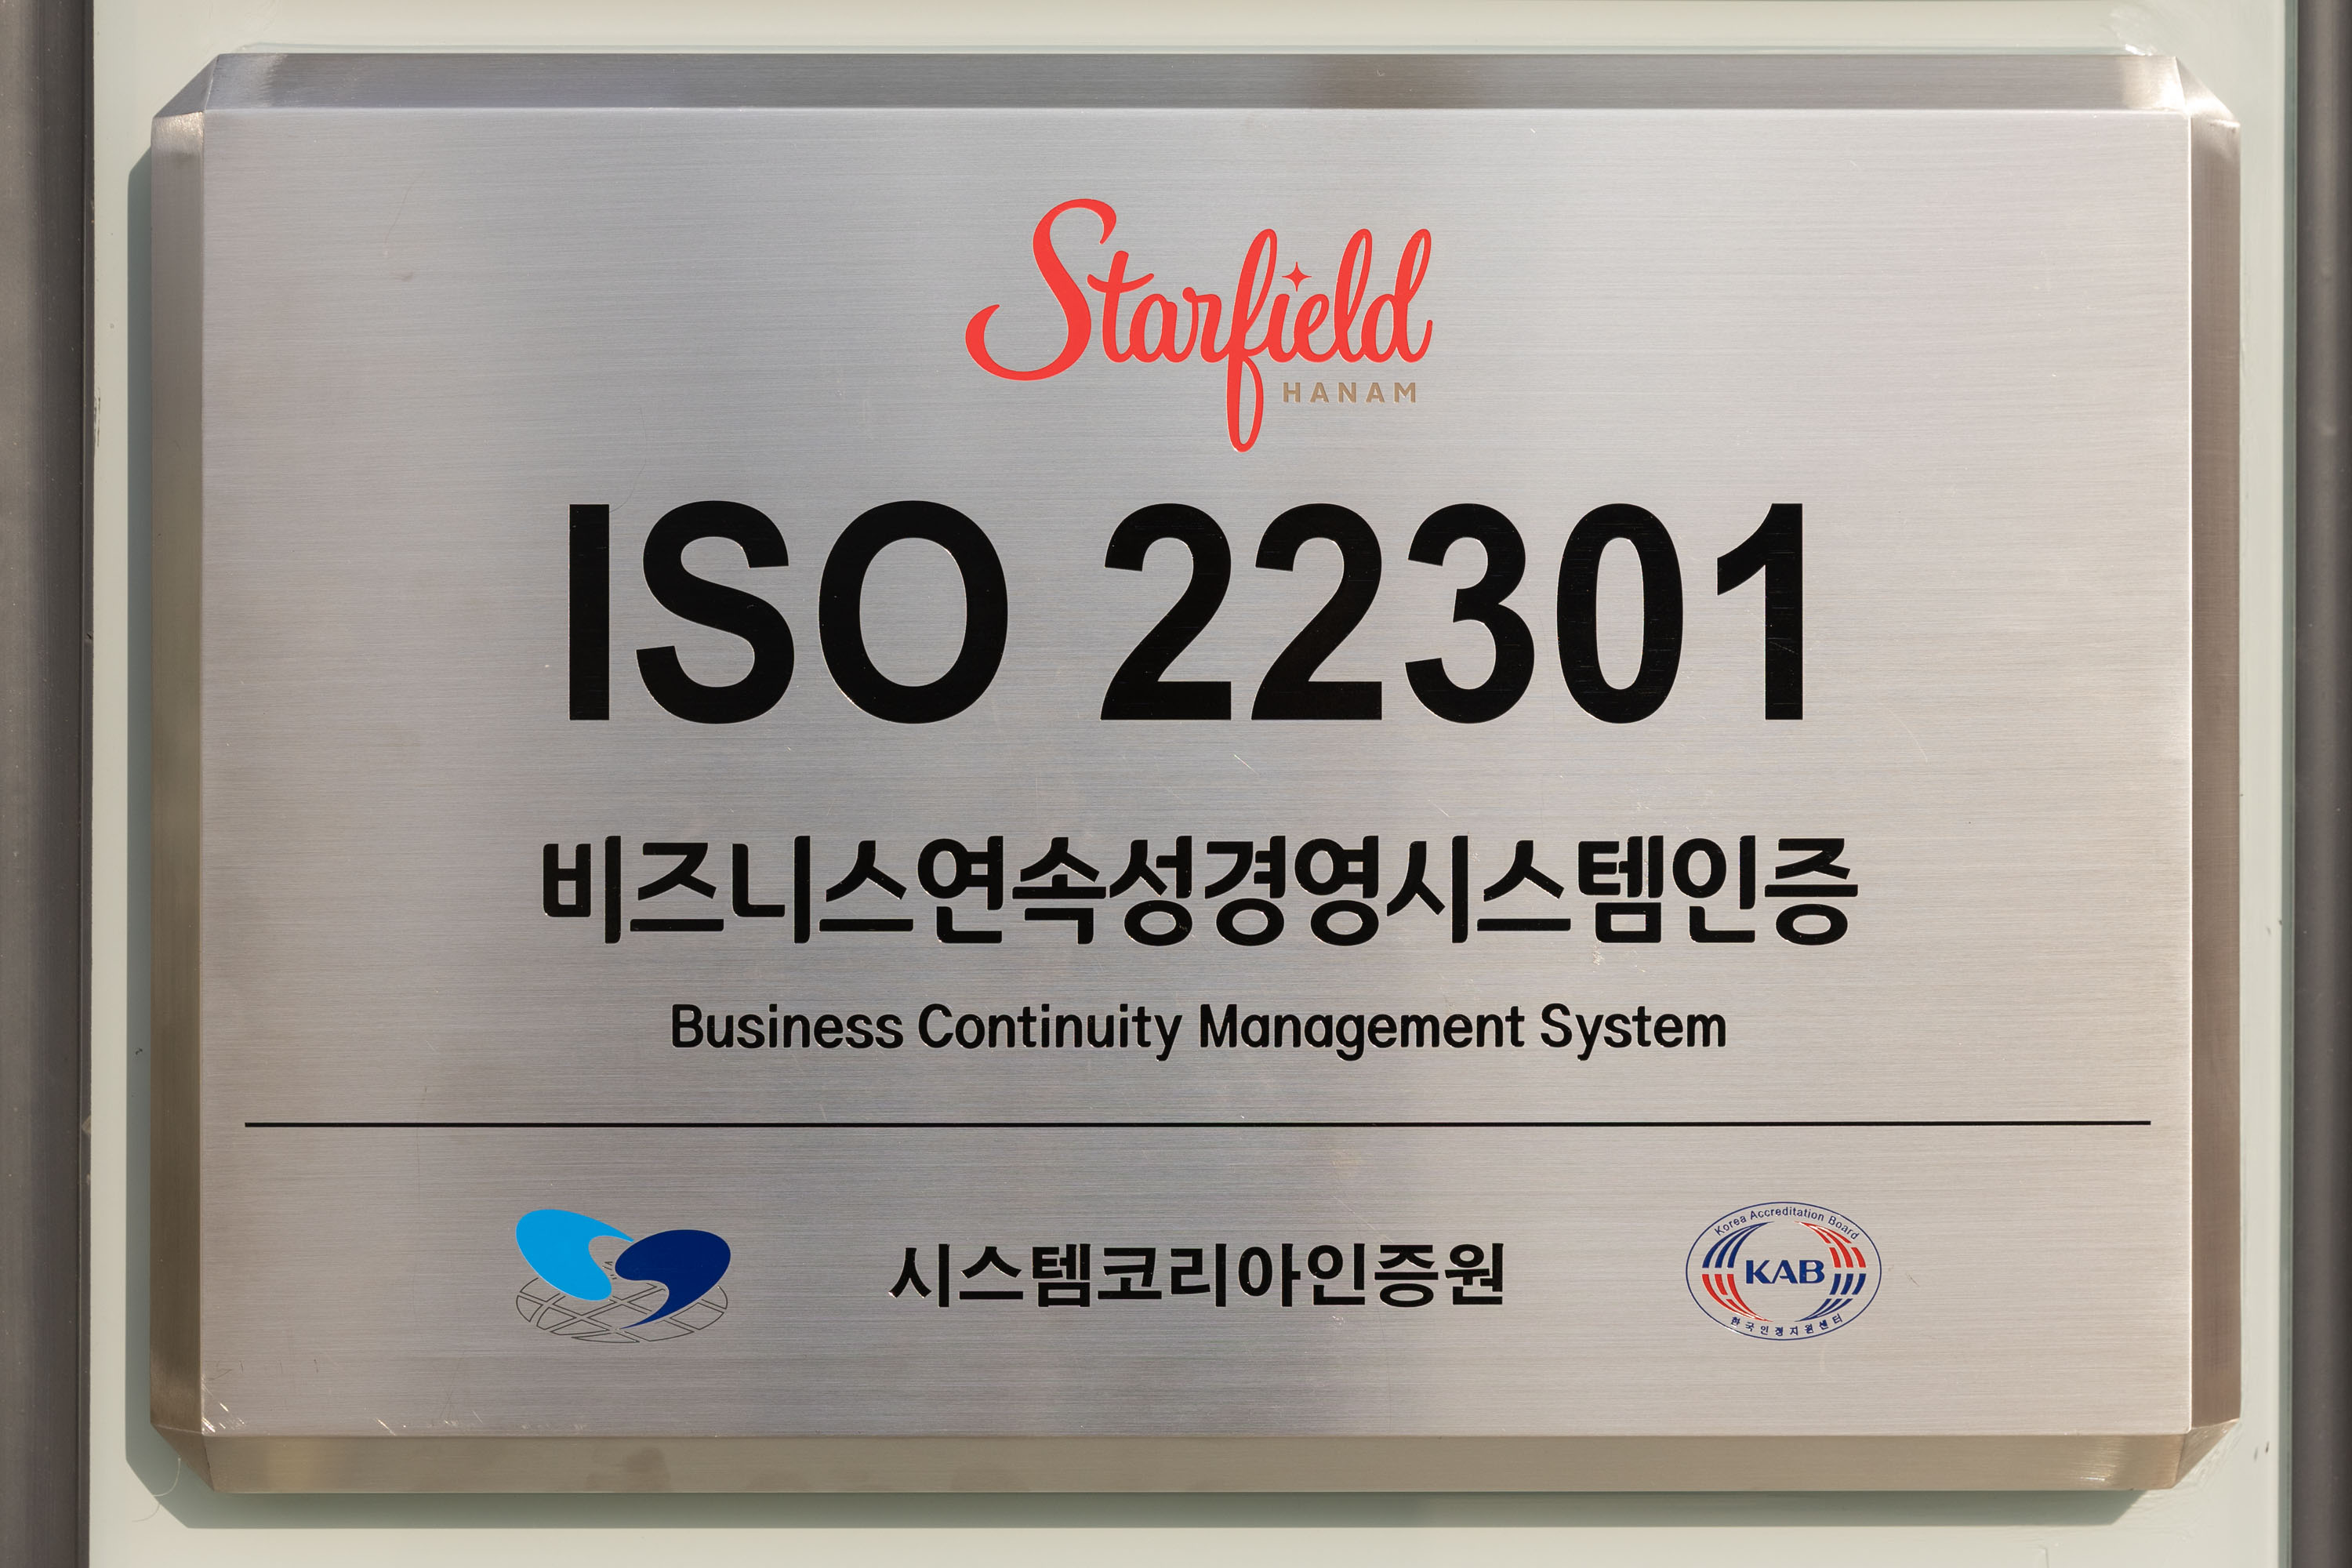 Starfield
HANAM
ISO 22301
비즈니스연속성경영시스템인증
Business Continuity Management System
시스템코리아인증원
Korea Accreditation Board
KAB
한국인정지원센터